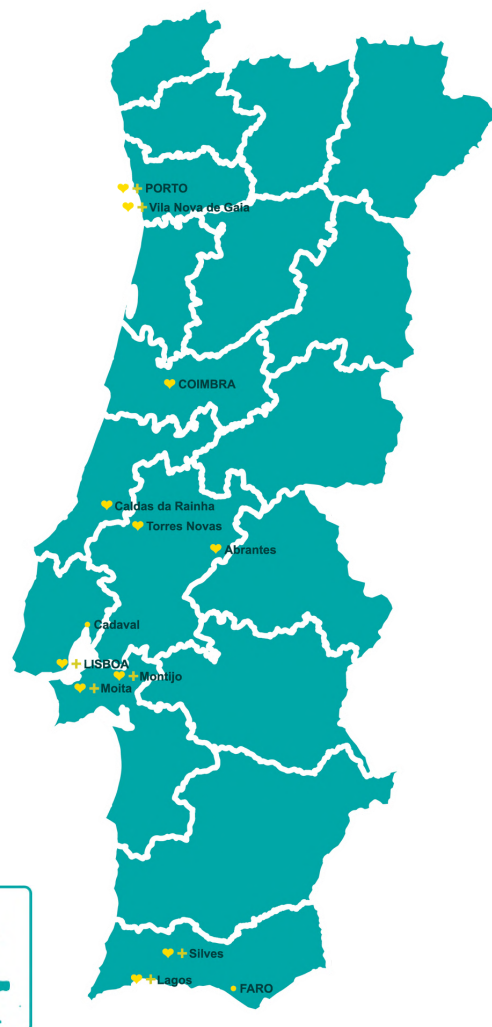 PORTO
Vila Nova de Gaia
COIMBRA
Caldas da Rainha
Torres Novas
Abrantes
Cadaval
LISBOA
Montijo
Moita
Silves
Lagos
FARO